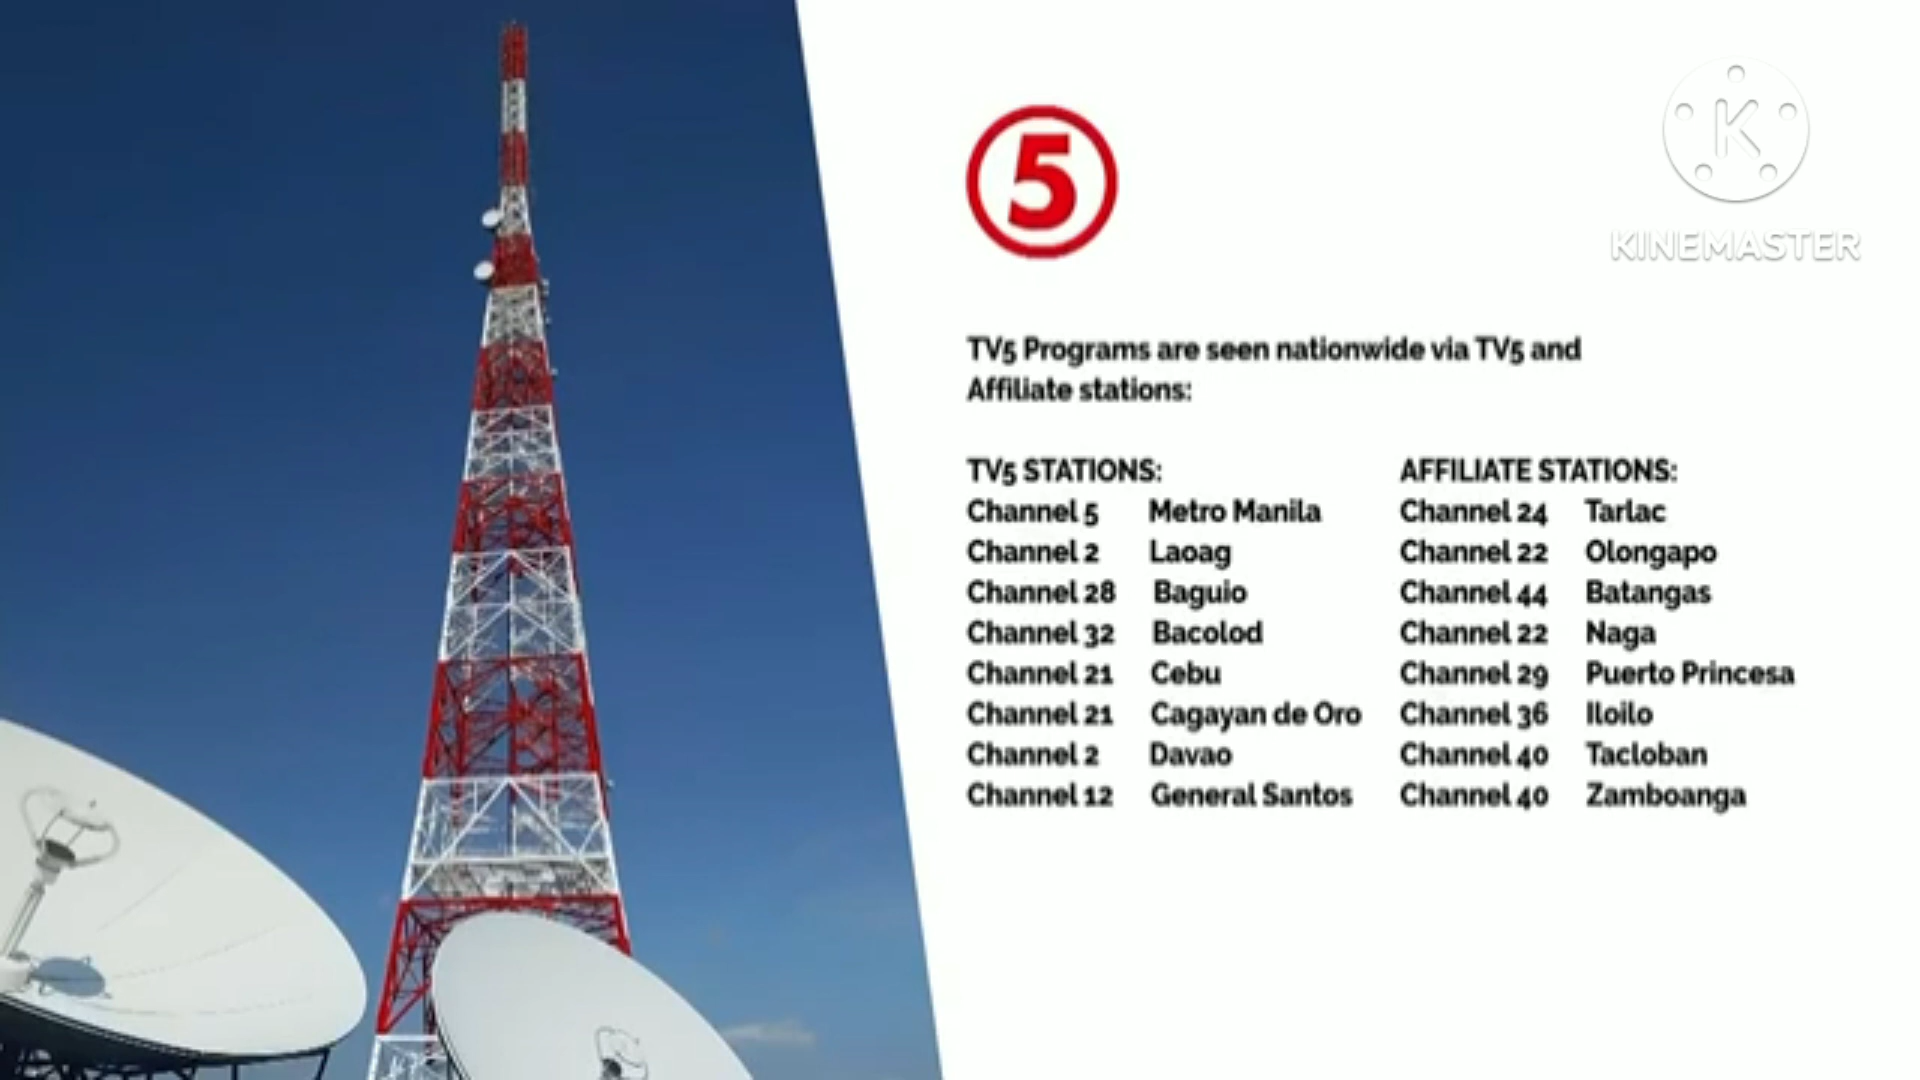 5
K
KINEMASTER
TV5 Programs are seen nationwide via TV5 and
Affiliate stations:
TV5 STATIONS:
Channel 5 Metro Manila
Channel 2 Laoag
Channel 28 Baguio
Channel 32 Bacolod
Channel 21 Cebu
Channel 21 Cagayan de Oro
Channel 2 Davao
Channel 12 General Santos
AFFILIATE STATIONS:
Channel 24 Tarlac
Channel 22 Olongapo
Channel 44 Batangas
Channel 22 Naga
Channel 29 Puerto Princesa
Channel 36 Iloilo
Channel 40 Tacloban
Channel 40 Zamboanga